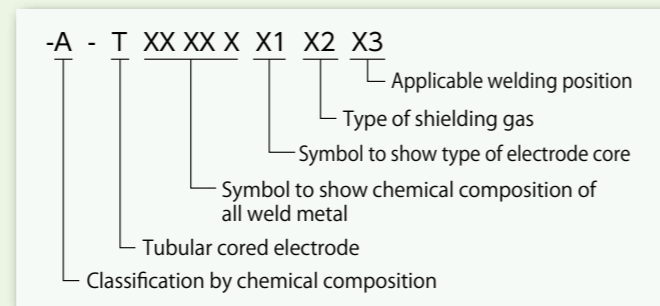 -A - T XX XX X X1 X2 X3
Applicable welding position
Type of shielding gas
Symbol to show type of electrode core
Symbol to show chemical composition of
all weld metal
Tubular cored electrode
Classification by chemical composition